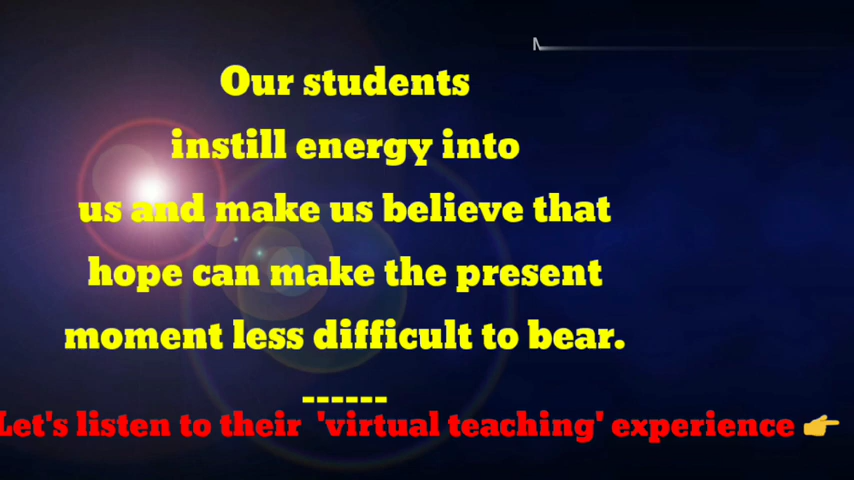 Our students
instill energy into
us and make us believe that
hope can make the present
moment less difficult to bear.
------
Let's listen to their 'virtual teaching' experience 👉